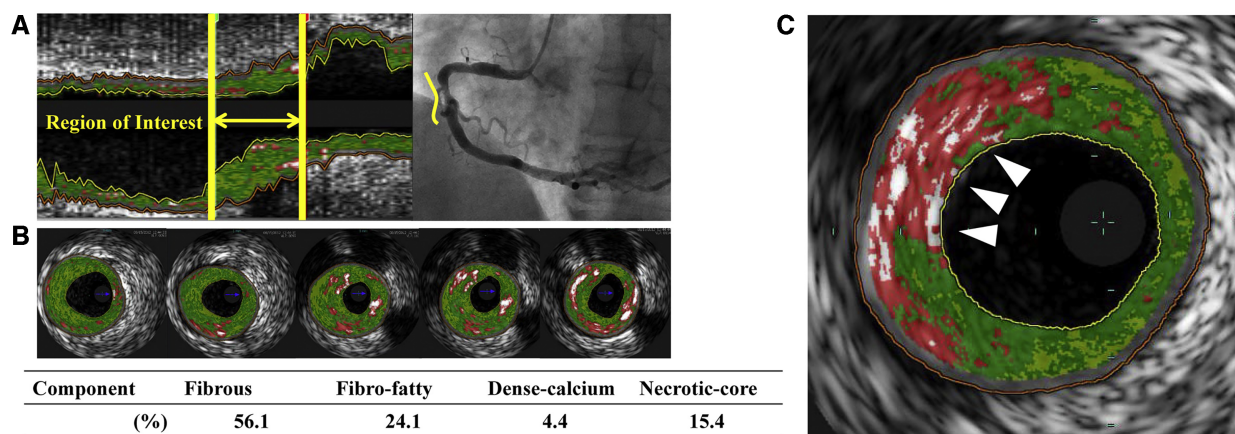 A
Region of Interest
B
Component Fibrous Fibro-fatty Dense-calcium Necrotic-core
(%) 56.1 24.1 4.4 15.4
C